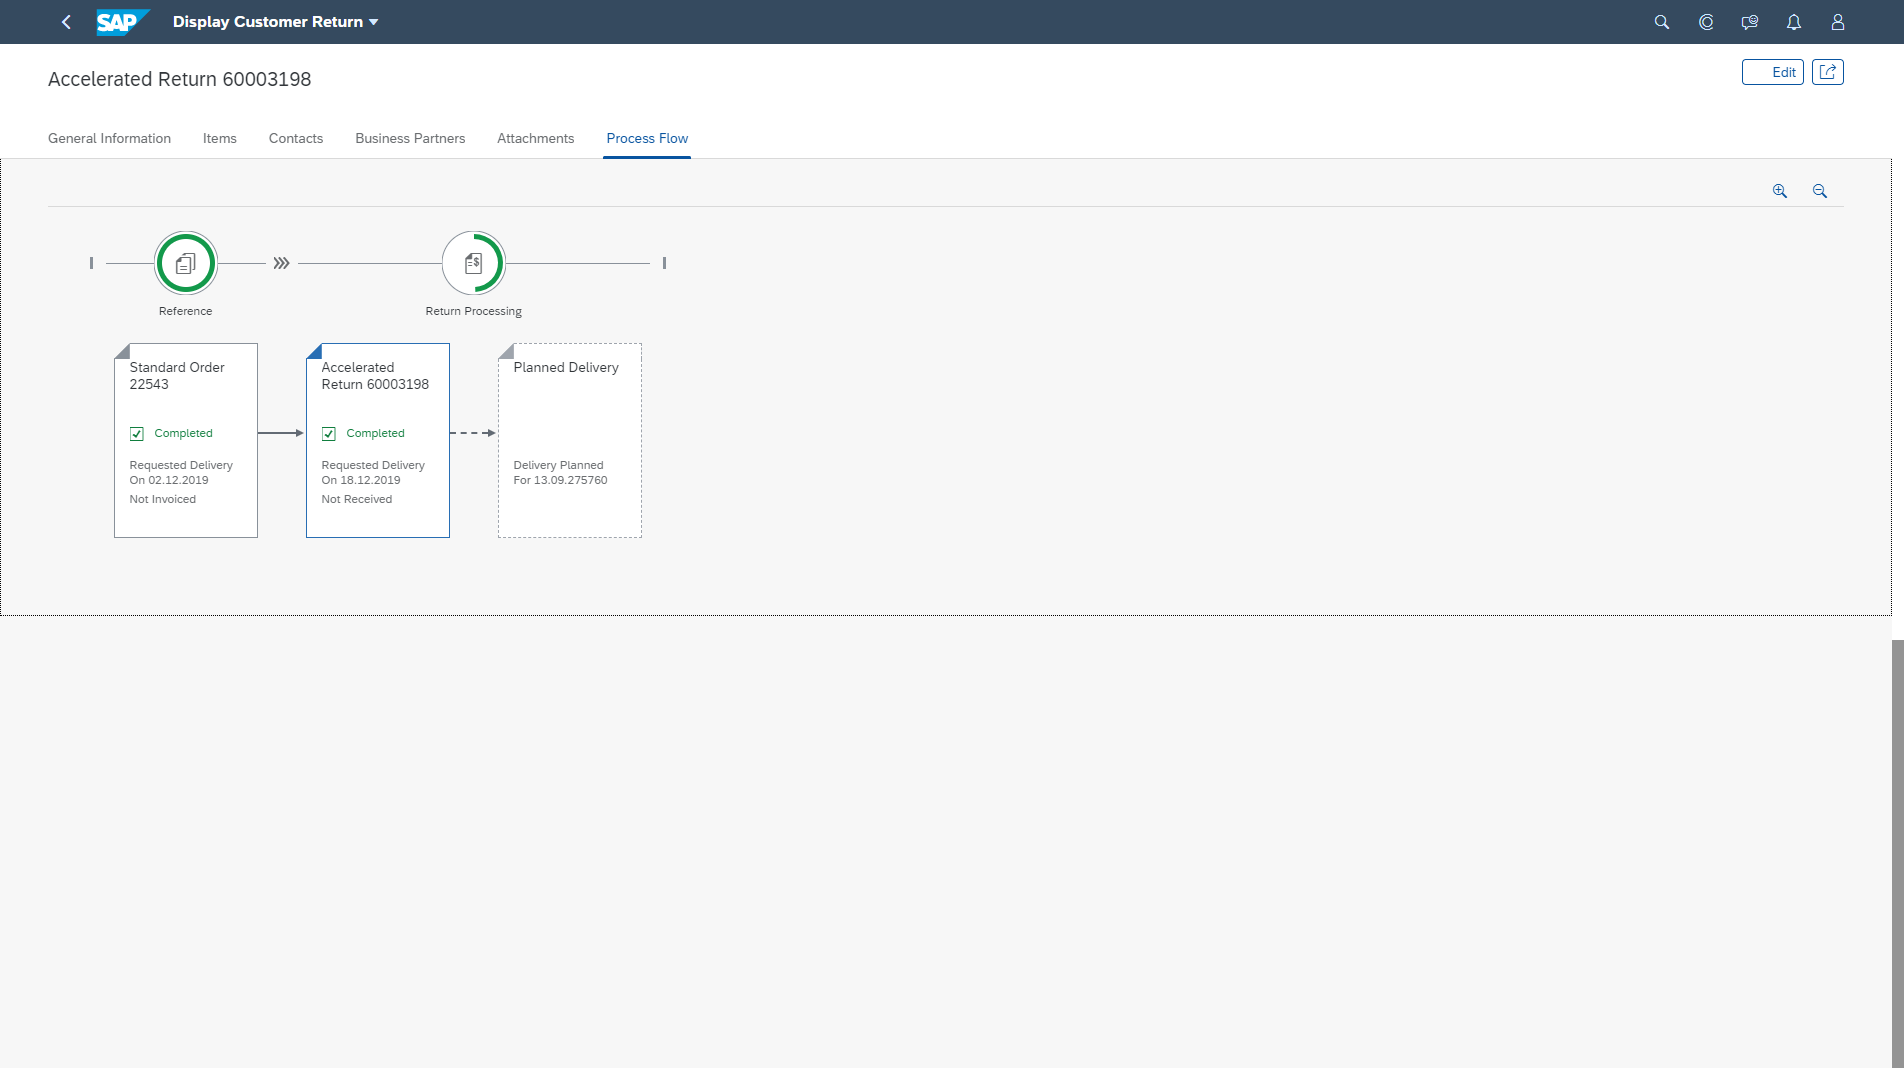 SAP
Display Customer Return
Accelerated Return 60003198
Edit
General Information
Items
Contacts
Business Partners
Attachments
Process Flow
Reference
Return Processing
Standard Order
22543
Completed
Requested Delivery
On 02.12.2019
Not Invoiced
Accelerated
Return 60003198
Completed
Requested Delivery
On 18.12.2019
Not Received
Planned Delivery
Delivery Planned
For 13.09.275760